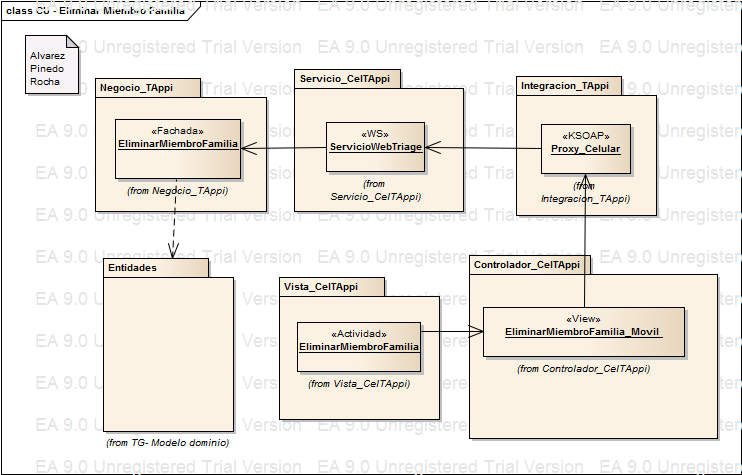 class CU - Eliminar Miembro Familia
EA 9.0 Unregistered Trial Version
Alvarez
Pinedo
Rocha
Negocio_TAppi
«Fachada»
EliminarMiembroFamilia
(from Negocio_TAppi)
Servicio_CelTAppi
«WS»
ServicioWebTriage
(from
Servicio_CelTAppi)
Integracion_TAppi
«KSOAP»
Proxy_Celular
(from
Integracion_TAppi)
Entidades
(from TG- Modelo dominio)
Vista_CelTAppi
«Actividad»
EliminarMiembroFamilia
(from Vista_CelTAppi)
Controlador_CelTAppi
«View»
EliminarMiembroFamilia_Movil
(from Controlador_CelTAppi)